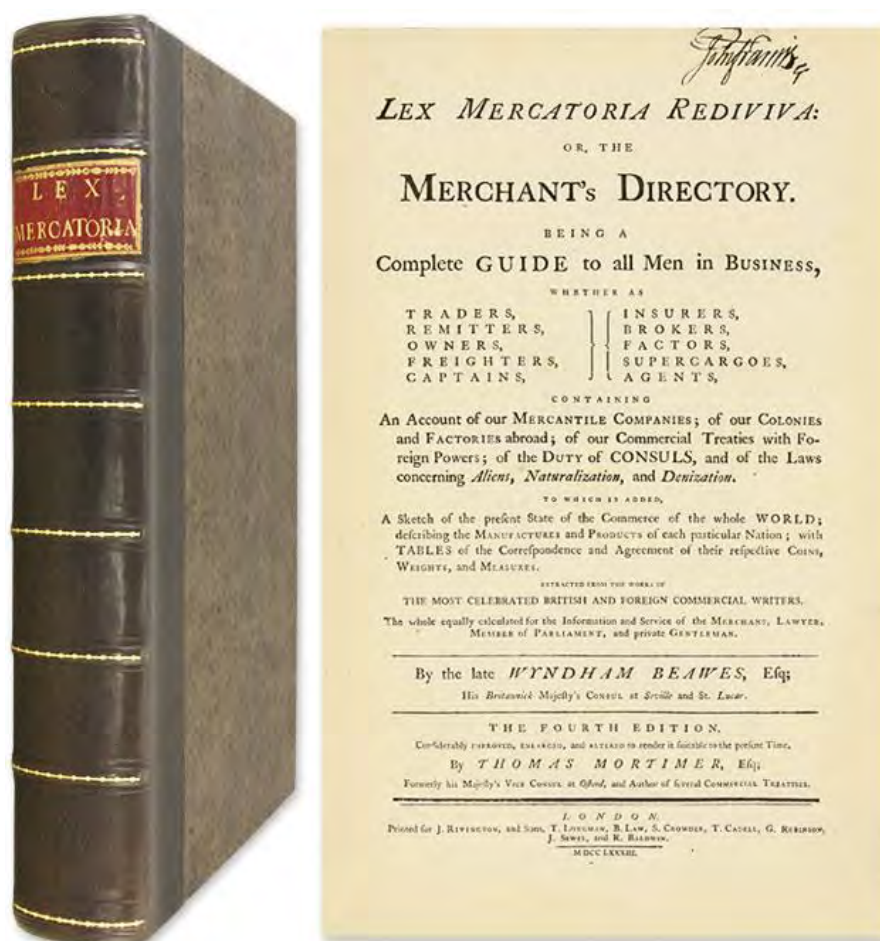 LEX
MERCATORIA
LEX MERCATORIA REDIVIVA:
OR, THE
MERCHANT's DIRECTORY.
BEING A
Complete GUIDE to all Men in BUSINESS,
WHETHER AS
TRADERS, INSURERS,
REMITTERS, BROKERS,
OWNERS, FACTORS,
FREIGHTERS, SUPERCARGOES,
CAPTAINS, AGENTS,
CONTAINING
An Account of our MERCANTILE COMPANIES; of our COLONIES
and FACTORIES abroad; of our Commercial Treaties with Fo-
reign Powers; of the DUTY of CONSULS, and of the Laws
concerning Aliens, Naturalization, and Denization.
TO WHICH IS ADDED,
A Sketch of the preſent State of the Commerce of the whole WORLD;
deſcribing the MANUFACTURES and PRODUCTS of each particular Nation; with
TABLES of the Correſpondence and Agreement of their reſpective COINS,
WEIGHTS, and MEASURES.
EXTRACTED FROM THE WORKS OF
THE MOST CELEBRATED BRITISH AND FOREIGN COMMERCIAL WRITERS.
The whole equally calculated for the Information and Service of the MERCHANT, LAWYER,
MEMBER of PARLIAMENT, and private GENTLEMAN.
By the late WYNDHAM BEAWES, Eſq;
His Britannick Majeſty's CONSUL at Seville and St. Lucar.
THE FOURTH EDITION,
Conſiderably IMPROVED, ENLARGED, and ALTERED to render it ſuitable to the preſent Time.
By THOMAS MORTIMER, Eſq;
Formerly his Majeſty's VICE CONSUL at Oſtend, and Author of ſeveral COMMERCIAL TREATISES.
LONDON,
Printed for J. RIVINGTON, and Sons, T. LONGMAN, B. LAW, S. CROWDER, T. CADELL, G. ROBINSON,
J. SEWEL, and R. BALDWIN.
MDCCLXXXIII.